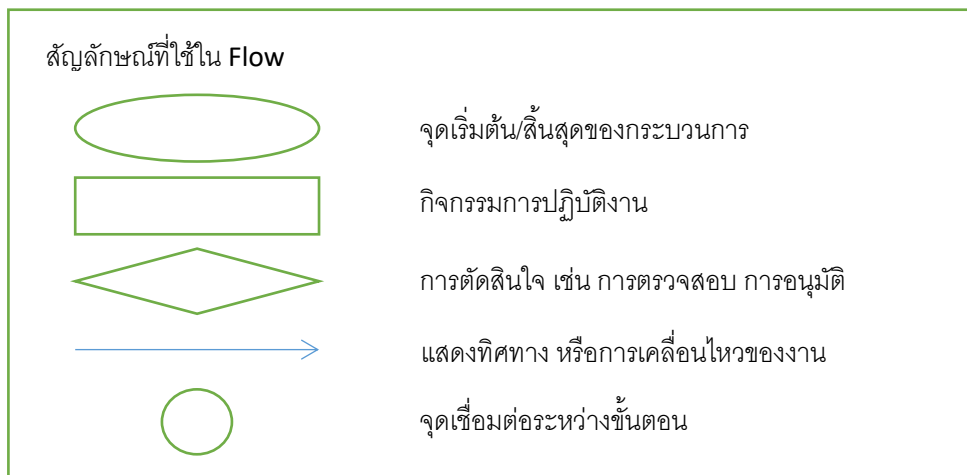 สัญลักษณ์ที่ใช้ใน Flow
จุดเริ่มต้น/สิ้นสุดของกระบวนการ
กิจกรรมการปฏิบัติงาน
การตัดสินใจ เช่น การตรวจสอบ การอนุมัติ
แสดงทิศทาง หรือการเคลื่อนไหวของงาน
จุดเชื่อมต่อระหว่างขั้นตอน